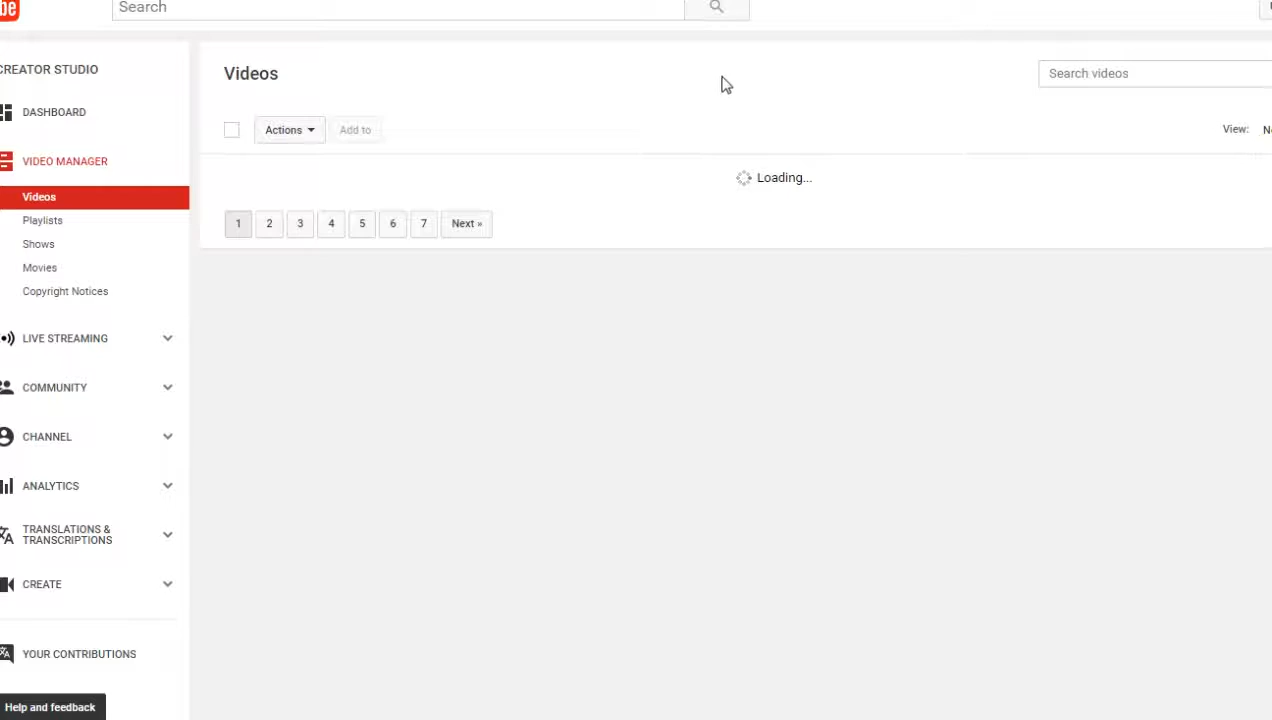 be
Search
CREATOR STUDIO
Videos
Search videos
DASHBOARD
Actions
Add to
View:
VIDEO MANAGER
Loading...
Videos
Playlists
1 2 3 4 5 6 7 Next »
Shows
Movies
Copyright Notices
LIVE STREAMING
COMMUNITY
CHANNEL
ANALYTICS
TRANSLATIONS &
TRANSCRIPTIONS
CREATE
YOUR CONTRIBUTIONS
Help and feedback